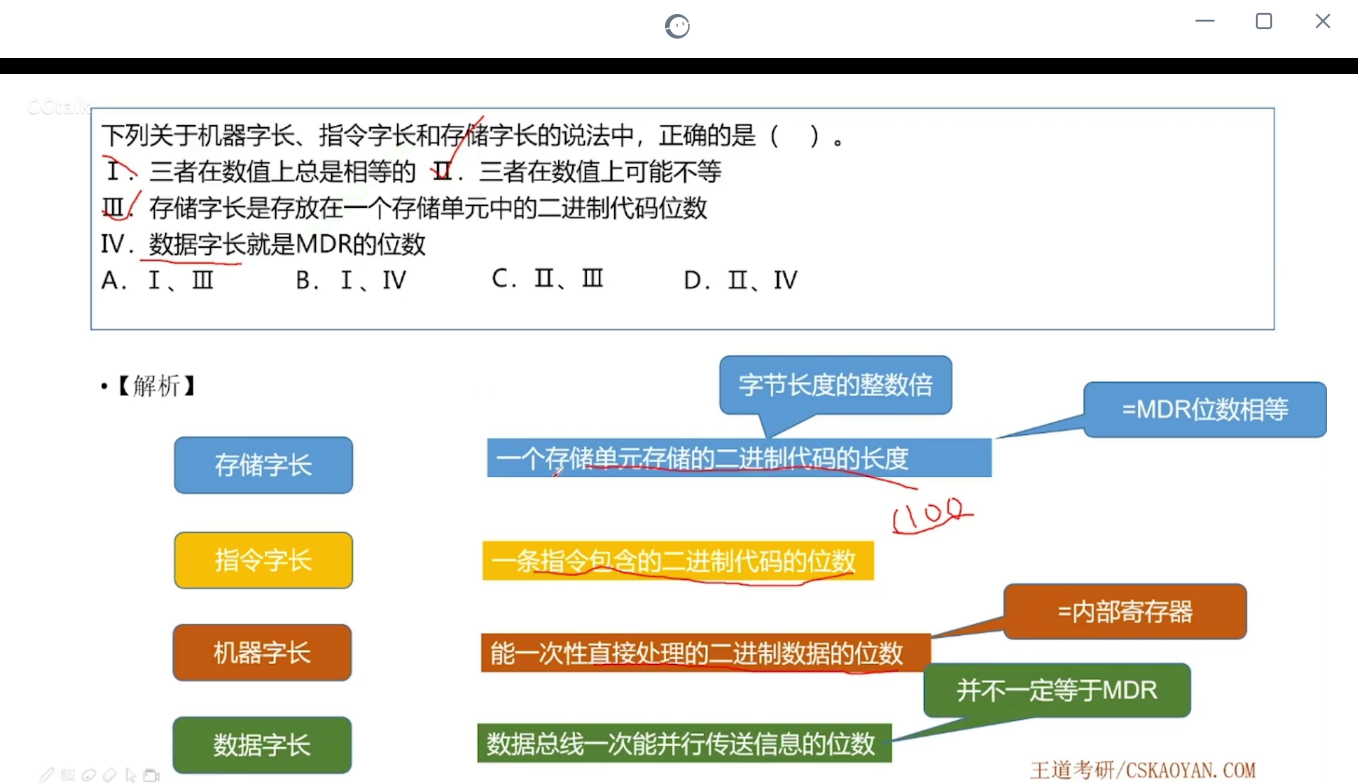 CCtalk
下列关于机器字长、指令字长和存储字长的说法中，正确的是（　）。
Ⅰ．三者在数值上总是相等的 Ⅱ．三者在数值上可能不等
Ⅲ．存储字长是存放在一个存储单元中的二进制代码位数
Ⅳ．数据字长就是MDR的位数
A．Ⅰ、Ⅲ B．Ⅰ、Ⅳ C．Ⅱ、Ⅲ D．Ⅱ、Ⅳ
•【解析】
字节长度的整数倍
=MDR位数相等
存储字长 一个存储单元存储的二进制代码的长度
1100
指令字长 一条指令包含的二进制代码的位数
=内部寄存器
机器字长 能一次性直接处理的二进制数据的位数
并不一定等于MDR
数据字长 数据总线一次能并行传送信息的位数
王道考研/CSKAOYAN.COM